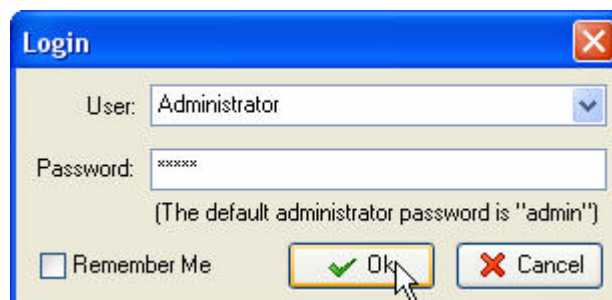 Login
User: Administrator
Password: *****
(The default administrator password is "admin")
Remember Me Ok Cancel